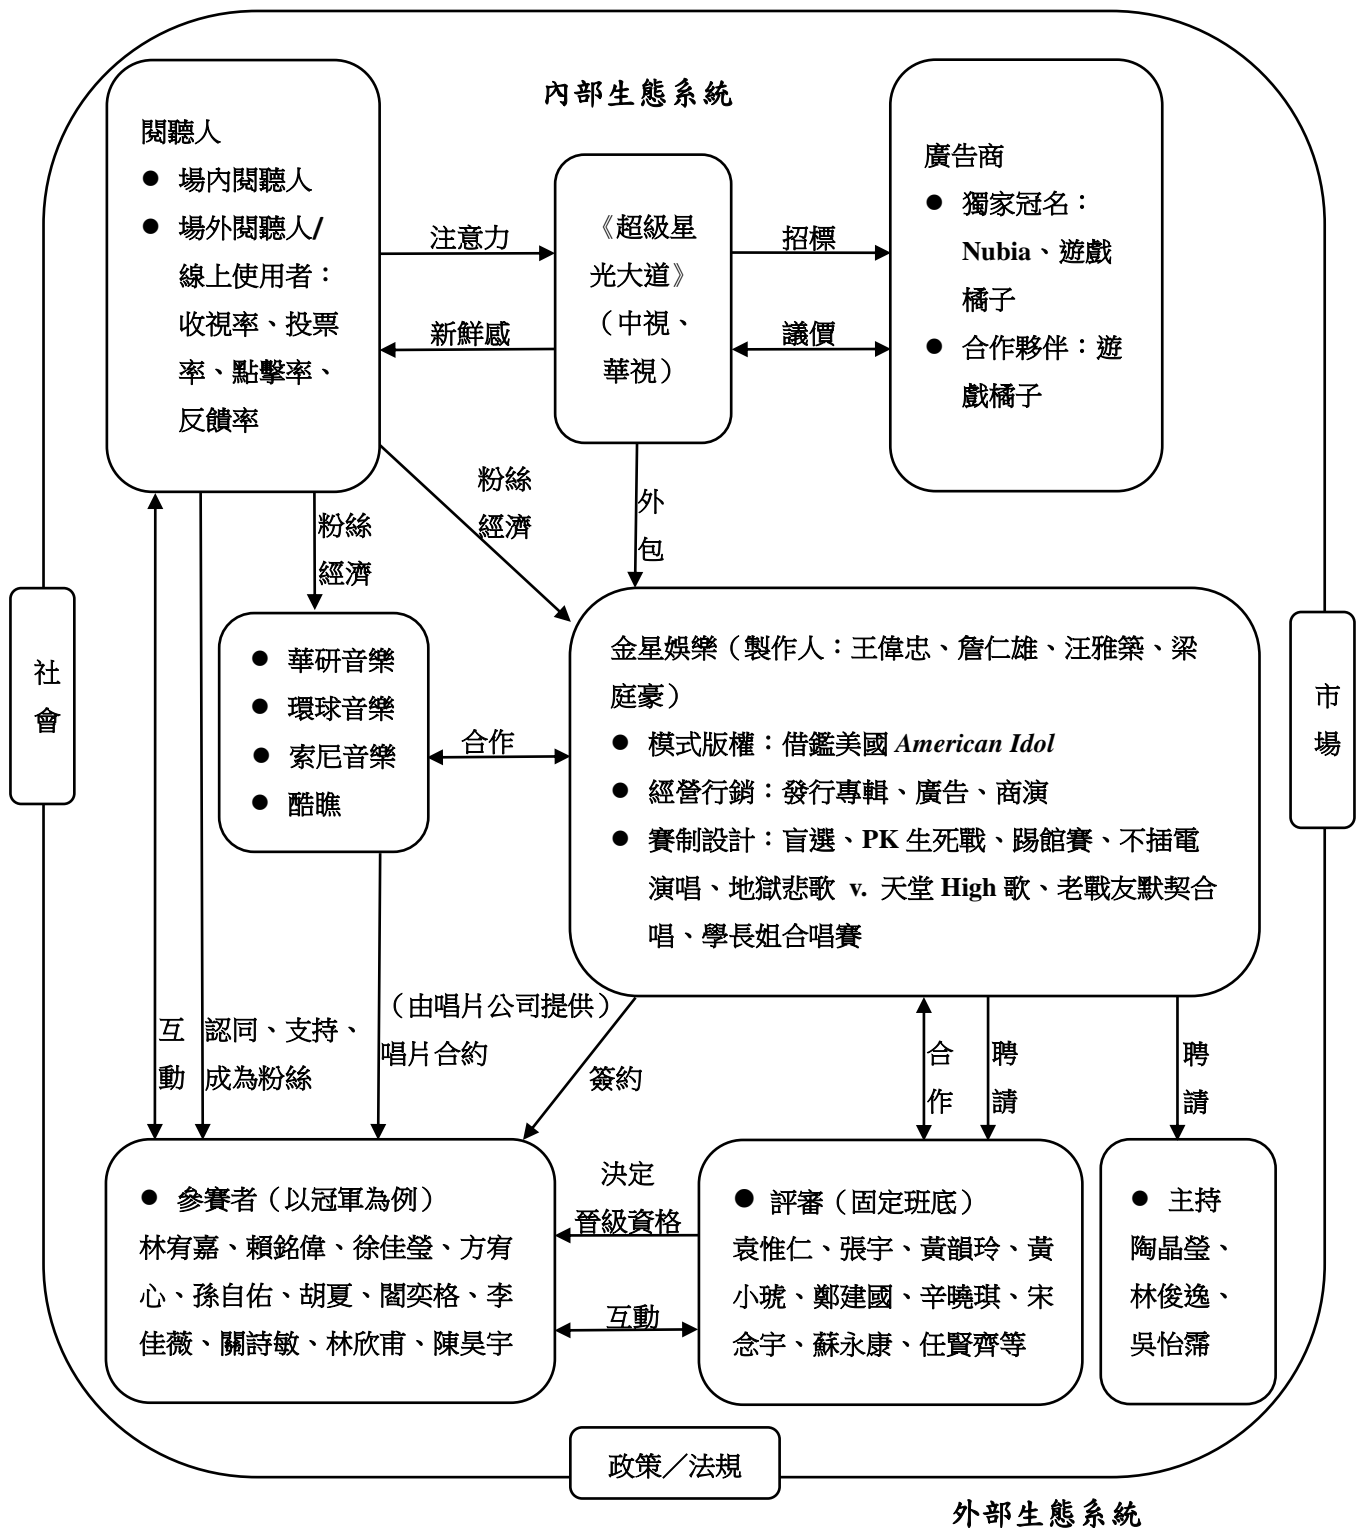 內部生態系統
閱聽人
● 場內閱聽人
● 場外閱聽人/
線上使用者：
收視率、投票
率、點擊率、
反饋率
注意力
新鮮感
《超級星
光大道》
（中視、
華視）
招標
議價
廣告商
● 獨家冠名：
Nubia、遊戲
橘子
● 合作夥伴：遊
戲橘子
粉絲
經濟
粉絲
經濟
外
包
社
會
市
場
● 華研音樂
● 環球音樂
● 索尼音樂
● 酷瞧
合作
金星娛樂（製作人：王偉忠、詹仁雄、汪雅築、梁
庭豪）
● 模式版權：借鑑美國 American Idol
● 經營行銷：發行專輯、廣告、商演
● 賽制設計：盲選、PK 生死戰、踢館賽、不插電
演唱、地獄悲歌 v. 天堂 High 歌、老戰友默契合
唱、學長姐合唱賽
互
動
認同、支持、
成為粉絲
（由唱片公司提供）
唱片合約
簽約
合
作
聘
請
聘
請
● 參賽者（以冠軍為例）
林宥嘉、賴銘偉、徐佳瑩、方宥
心、孫自佑、胡夏、閻奕格、李
佳薇、關詩敏、林欣甫、陳昊宇
決定
晉級資格
互動
● 評審（固定班底）
袁惟仁、張宇、黃韻玲、黃
小琥、鄭建國、辛曉琪、宋
念宇、蘇永康、任賢齊等
● 主持
陶晶瑩、
林俊逸、
吳怡霈
政策／法規
外部生態系統